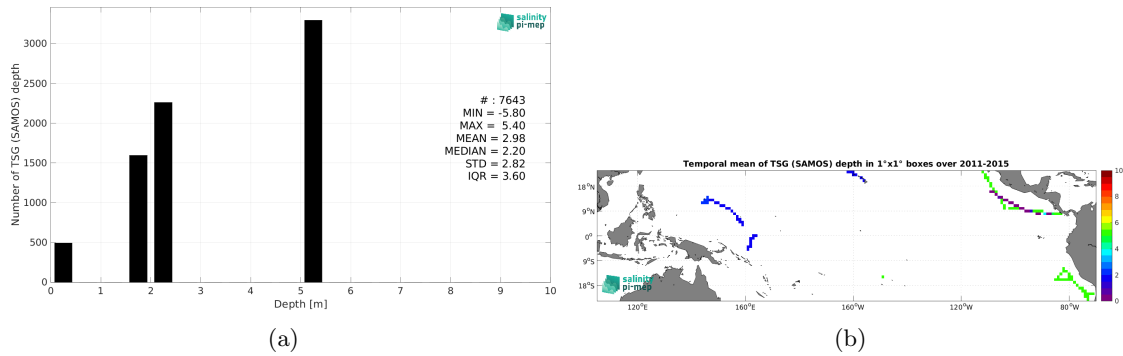 3000
2500
2000
1500
1000
500
0
Number of TSG (SAMOS) depth
0 1 2 3 4 5 6 7 8 9 10
Depth [m]
salinity
pi-mep
# : 7643
MIN = -5.80
MAX = 5.40
MEAN = 2.98
MEDIAN = 2.20
STD = 2.82
IQR = 3.60
(a)
Temporal mean of TSG (SAMOS) depth in 1°x1° boxes over 2011-2015
18°N
9°N
0°
9°S
18°S
120°E 160°E 160°W 120°W 80°W
salinity
pi-mep
10
8
6
4
2
0
(b)